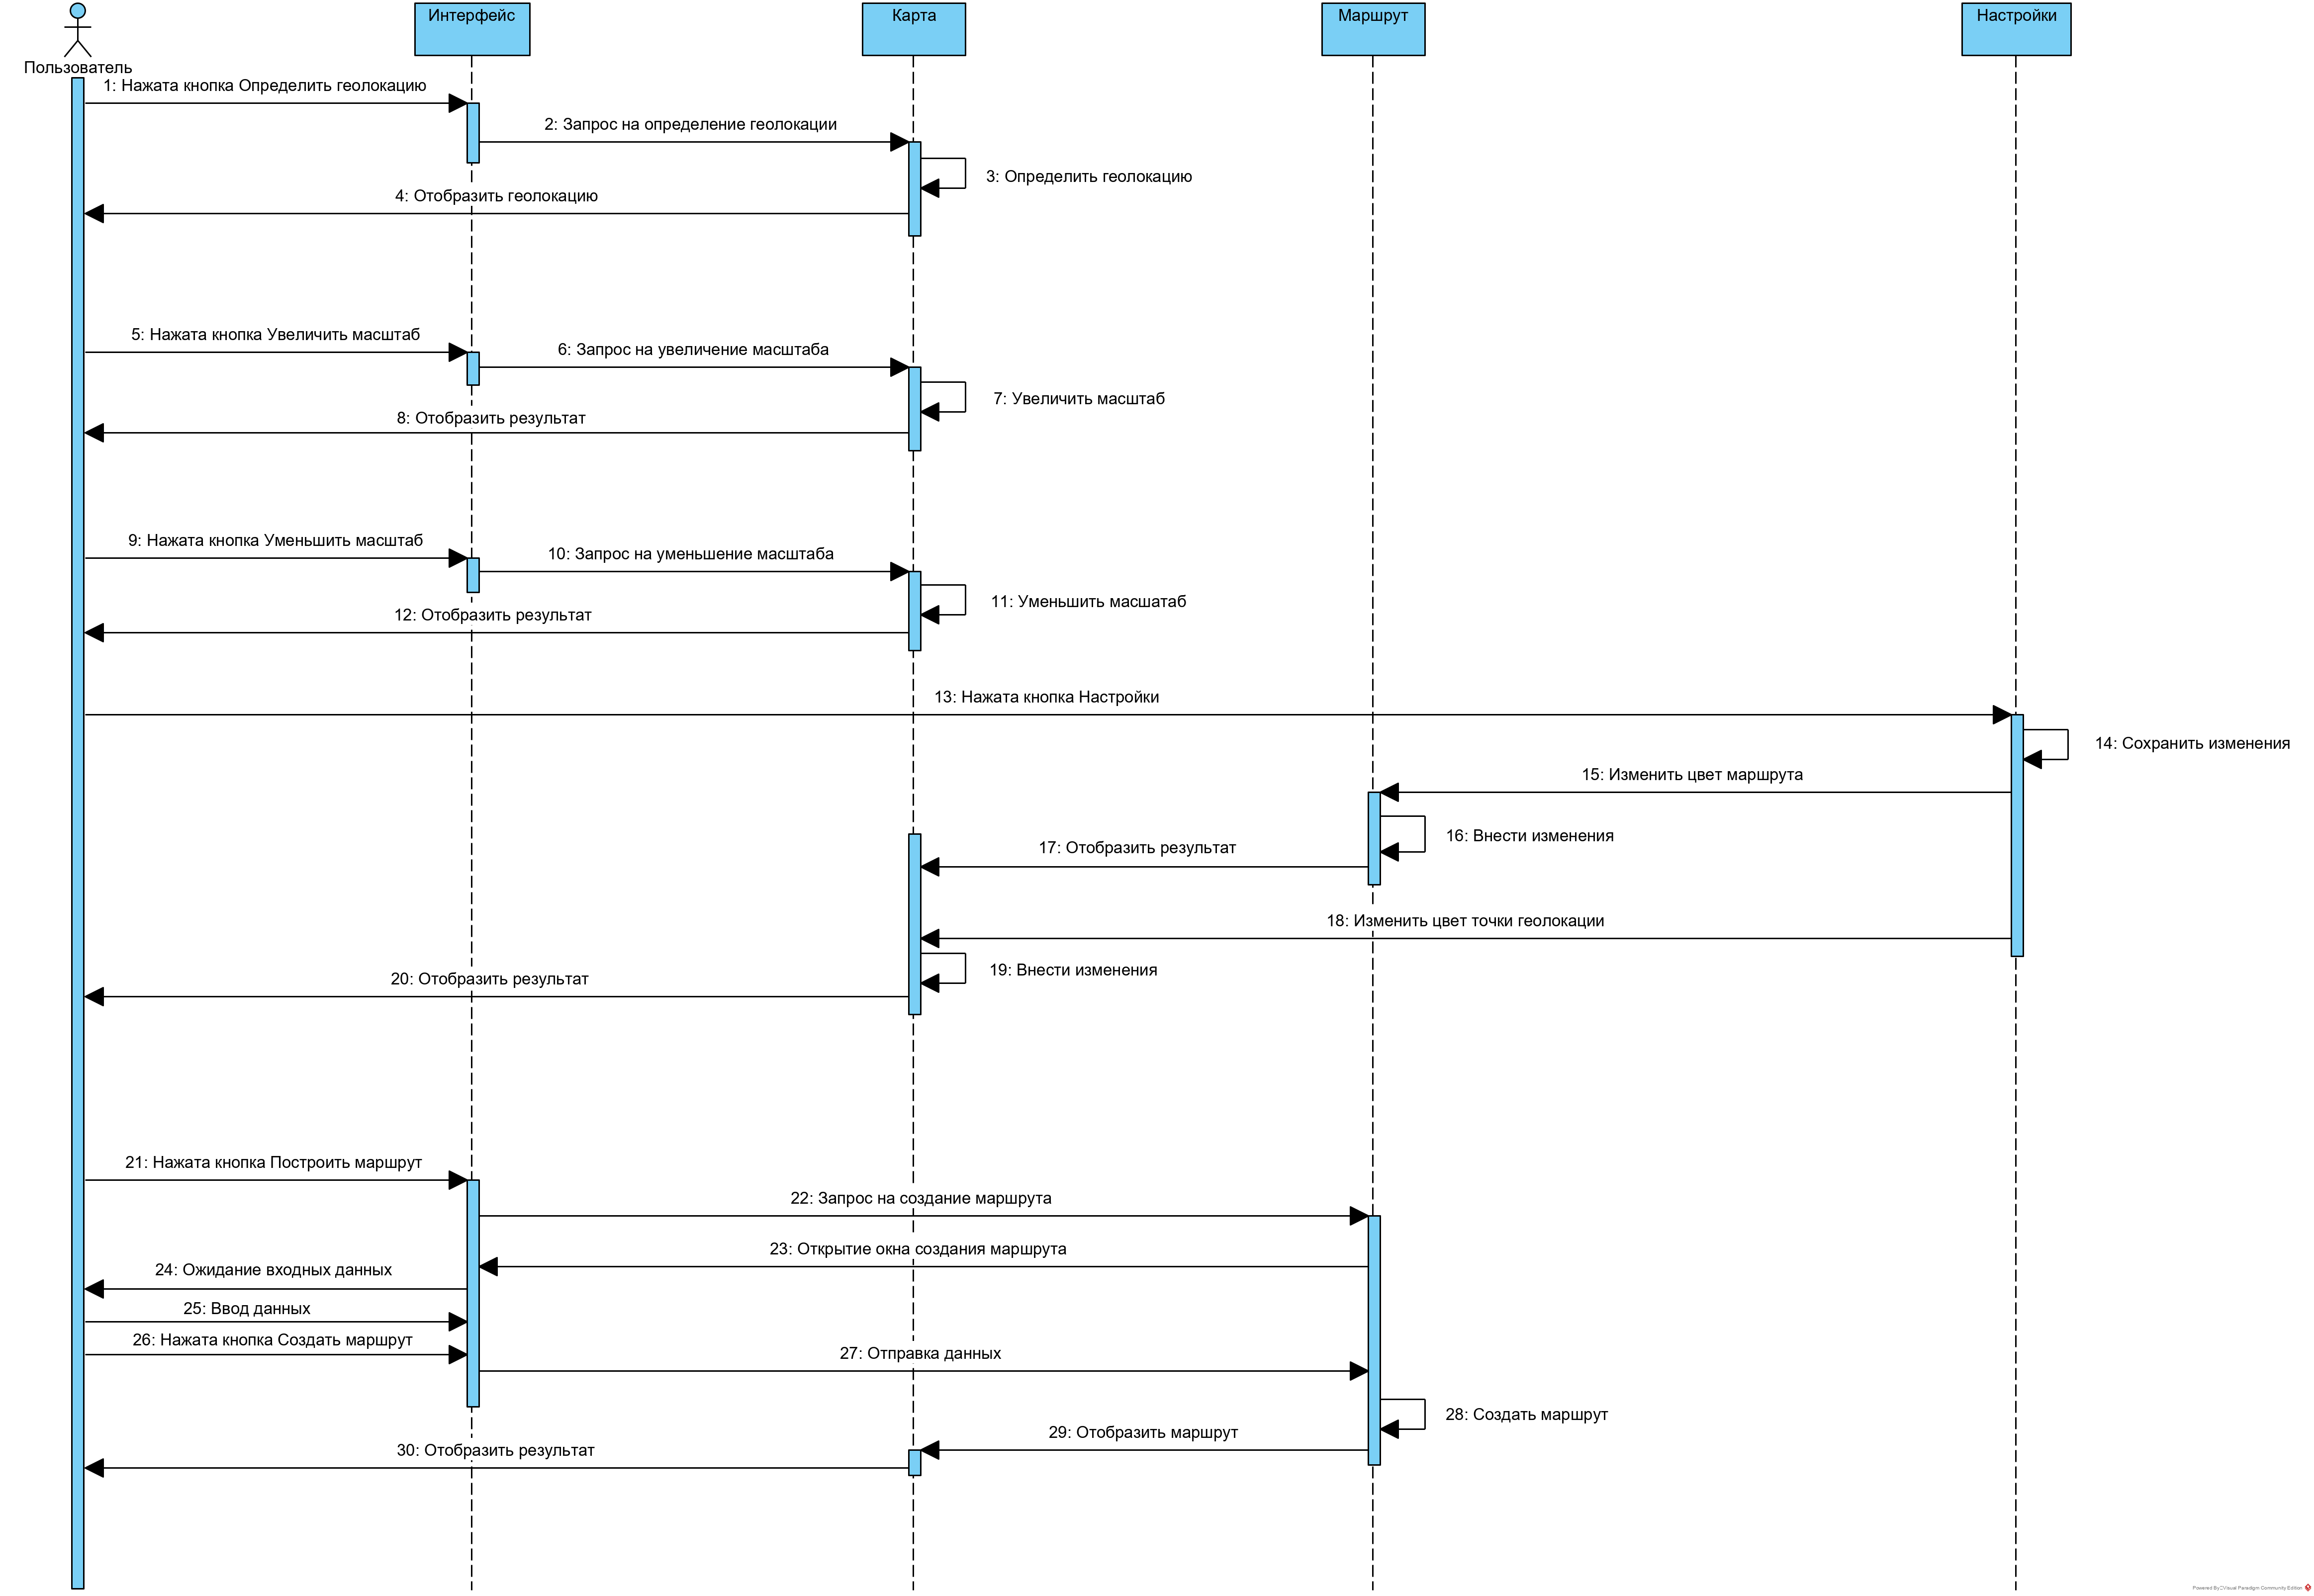 Пользователь
Интерфейс
Карта
Маршрут
Настройки
1: Нажата кнопка Определить геолокацию
2: Запрос на определение геолокации
3: Определить геолокацию
4: Отобразить геолокацию
5: Нажата кнопка Увеличить масштаб
6: Запрос на увеличение масштаба
7: Увеличить масштаб
8: Отобразить результат
9: Нажата кнопка Уменьшить масштаб
10: Запрос на уменьшение масштаба
11: Уменьшить масшатаб
12: Отобразить результат
13: Нажата кнопка Настройки
14: Сохранить изменения
15: Изменить цвет маршрута
16: Внести изменения
17: Отобразить результат
18: Изменить цвет точки геолокации
19: Внести изменения
20: Отобразить результат
21: Нажата кнопка Построить маршрут
22: Запрос на создание маршрута
23: Открытие окна создания маршрута
24: Ожидание входных данных
25: Ввод данных
26: Нажата кнопка Создать маршрут
27: Отправка данных
28: Создать маршрут
29: Отобразить маршрут
30: Отобразить результат
Powered By Visual Paradigm Community Edition